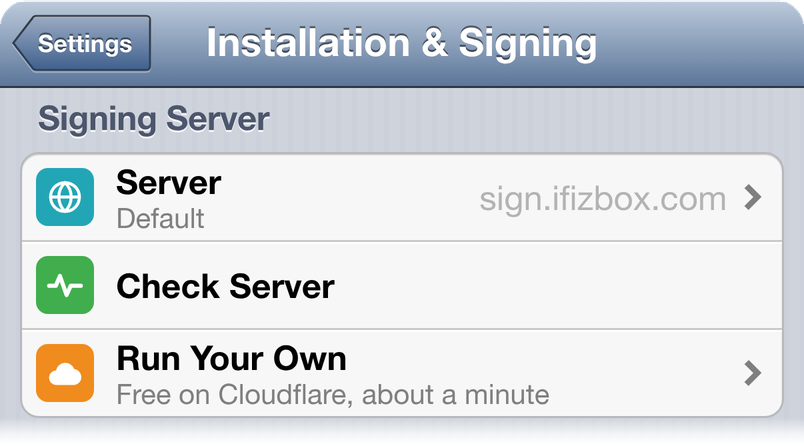 Settings
Installation & Signing
Signing Server
Server
Default
sign.ifizbox.com
Check Server
Run Your Own
Free on Cloudflare, about a minute